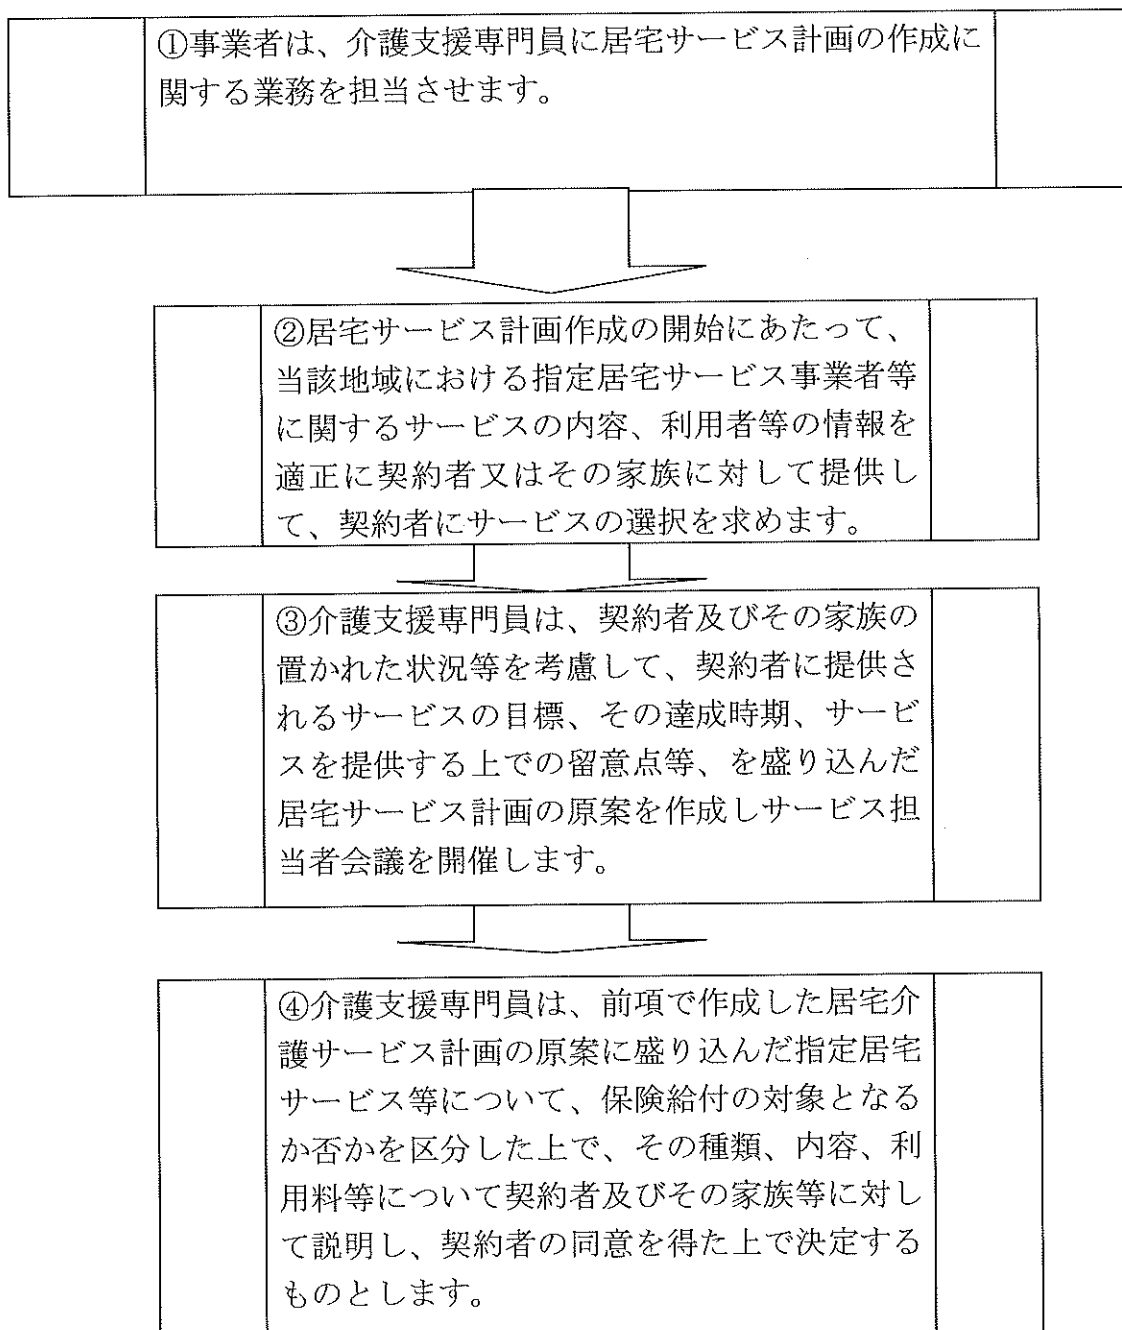 ①事業者は、介護支援専門員に居宅サービス計画の作成に
関する業務を担当させます。
②居宅サービス計画作成の開始にあたって、
当該地域における指定居宅サービス事業者等
に関するサービスの内容、利用者等の情報を
適正に契約者又はその家族に対して提供し
て、契約者にサービスの選択を求めます。
③介護支援専門員は、契約者及びその家族の
置かれた状況等を考慮して、契約者に提供さ
れるサービスの目標、その達成時期、サービ
スを提供する上での留意点等、を盛り込んだ
居宅サービス計画の原案を作成しサービス担
当者会議を開催します。
④介護支援専門員は、前項で作成した居宅介
護サービス計画の原案に盛り込んだ指定居宅
サービス等について、保険給付の対象となる
か否かを区分した上で、その種類、内容、利
用料等について契約者及びその家族等に対し
て説明し、契約者の同意を得た上で決定する
ものとします。